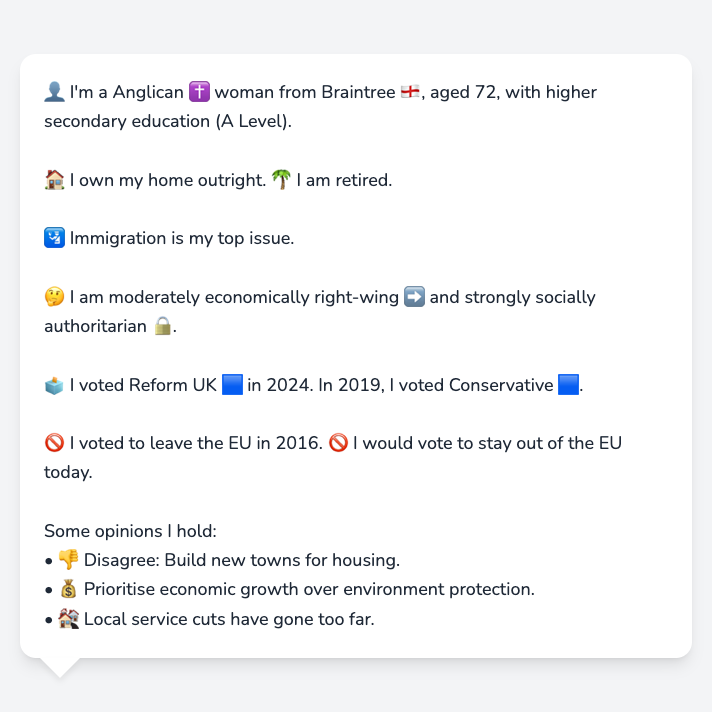 👤 I'm a Anglican ✝️ woman from Braintree 🏴󠁧󠁢󠁥󠁮󠁧󠁿, aged 72, with higher
secondary education (A Level).
🏠 I own my home outright. 🌴 I am retired.
🛂 Immigration is my top issue.
🤔 I am moderately economically right-wing ➡️ and strongly socially
authoritarian 🔒.
🗳️ I voted Reform UK 🟦 in 2024. In 2019, I voted Conservative 🟦.
🚫 I voted to leave the EU in 2016. 🚫 I would vote to stay out of the EU
today.
Some opinions I hold:
• 👎 Disagree: Build new towns for housing.
• 💰 Prioritise economic growth over environment protection.
• 🏚️ Local service cuts have gone too far.